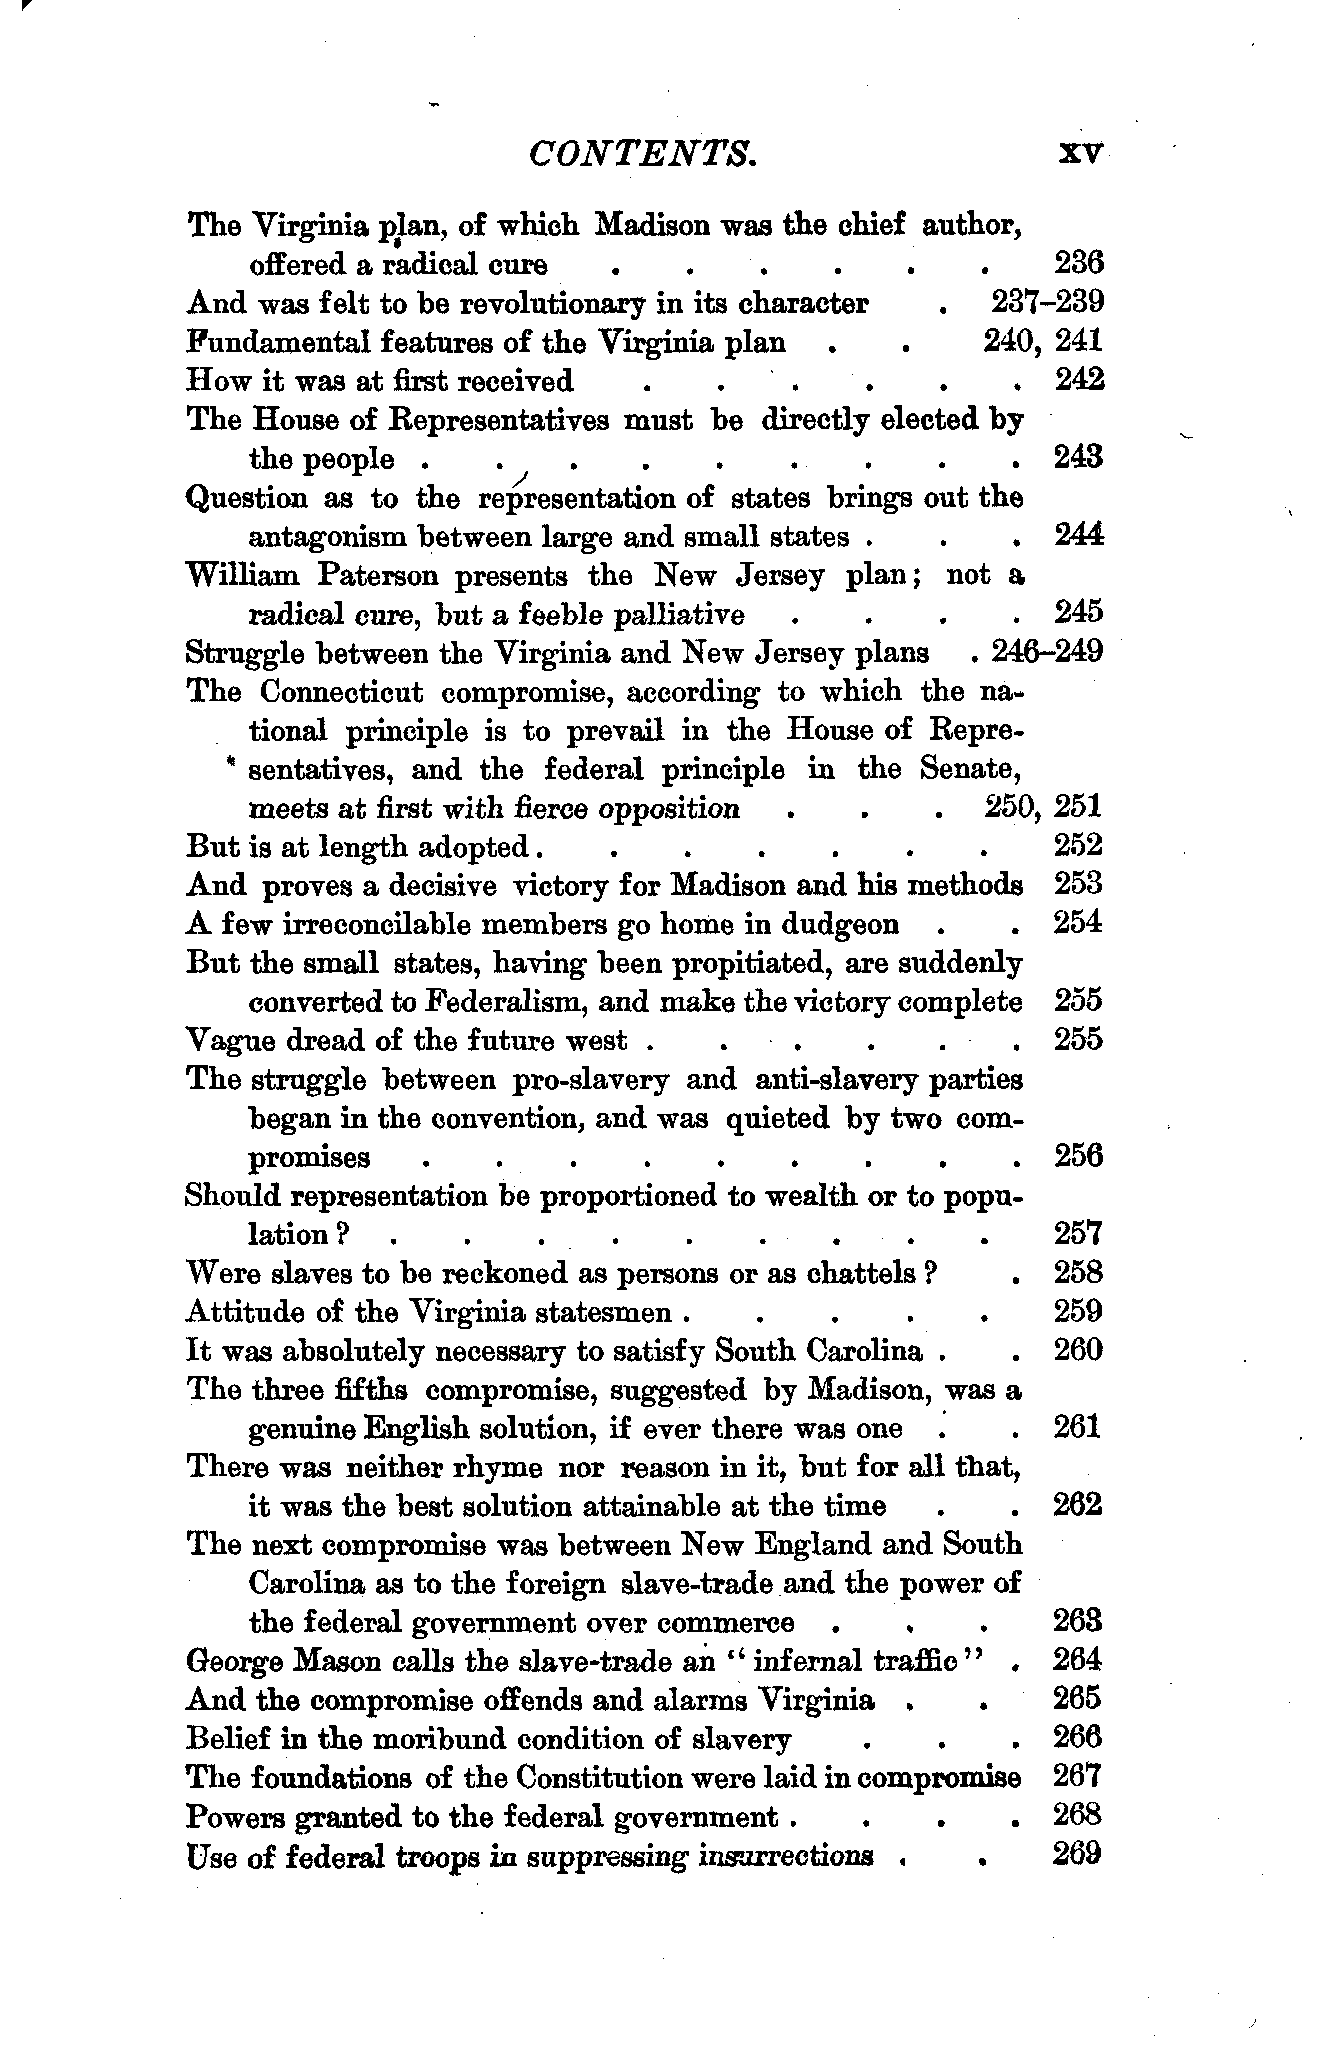 CONTENTS. xv
The Virginia plan, of which Madison was the chief author,
offered a radical cure . . . . . . 236
And was felt to be revolutionary in its character . 237–239
Fundamental features of the Virginia plan . . 240, 241
How it was at first received . . . . . . 242
The House of Representatives must be directly elected by
the people . . . . . . . . . 243
Question as to the representation of states brings out the
antagonism between large and small states . . . 244
William Paterson presents the New Jersey plan; not a
radical cure, but a feeble palliative . . . . 245
Struggle between the Virginia and New Jersey plans . 246–249
The Connecticut compromise, according to which the na-
tional principle is to prevail in the House of Repre-
sentatives, and the federal principle in the Senate,
meets at first with fierce opposition . . . 250, 251
But is at length adopted . . . . . . . 252
And proves a decisive victory for Madison and his methods 253
A few irreconcilable members go home in dudgeon . . 254
But the small states, having been propitiated, are suddenly
converted to Federalism, and make the victory complete 255
Vague dread of the future west . . . . . . 255
The struggle between pro-slavery and anti-slavery parties
began in the convention, and was quieted by two com-
promises . . . . . . . . . 256
Should representation be proportioned to wealth or to popu-
lation? . . . . . . . . . 257
Were slaves to be reckoned as persons or as chattels? . 258
Attitude of the Virginia statesmen . . . . . 259
It was absolutely necessary to satisfy South Carolina . . 260
The three fifths compromise, suggested by Madison, was a
genuine English solution, if ever there was one . . 261
There was neither rhyme nor reason in it, but for all that,
it was the best solution attainable at the time . . 262
The next compromise was between New England and South
Carolina as to the foreign slave-trade and the power of
the federal government over commerce . . . 263
George Mason calls the slave-trade an "infernal traffic" . 264
And the compromise offends and alarms Virginia . . 265
Belief in the moribund condition of slavery . . . 266
The foundations of the Constitution were laid in compromise 267
Powers granted to the federal government . . . . 268
Use of federal troops in suppressing insurrections . . 269